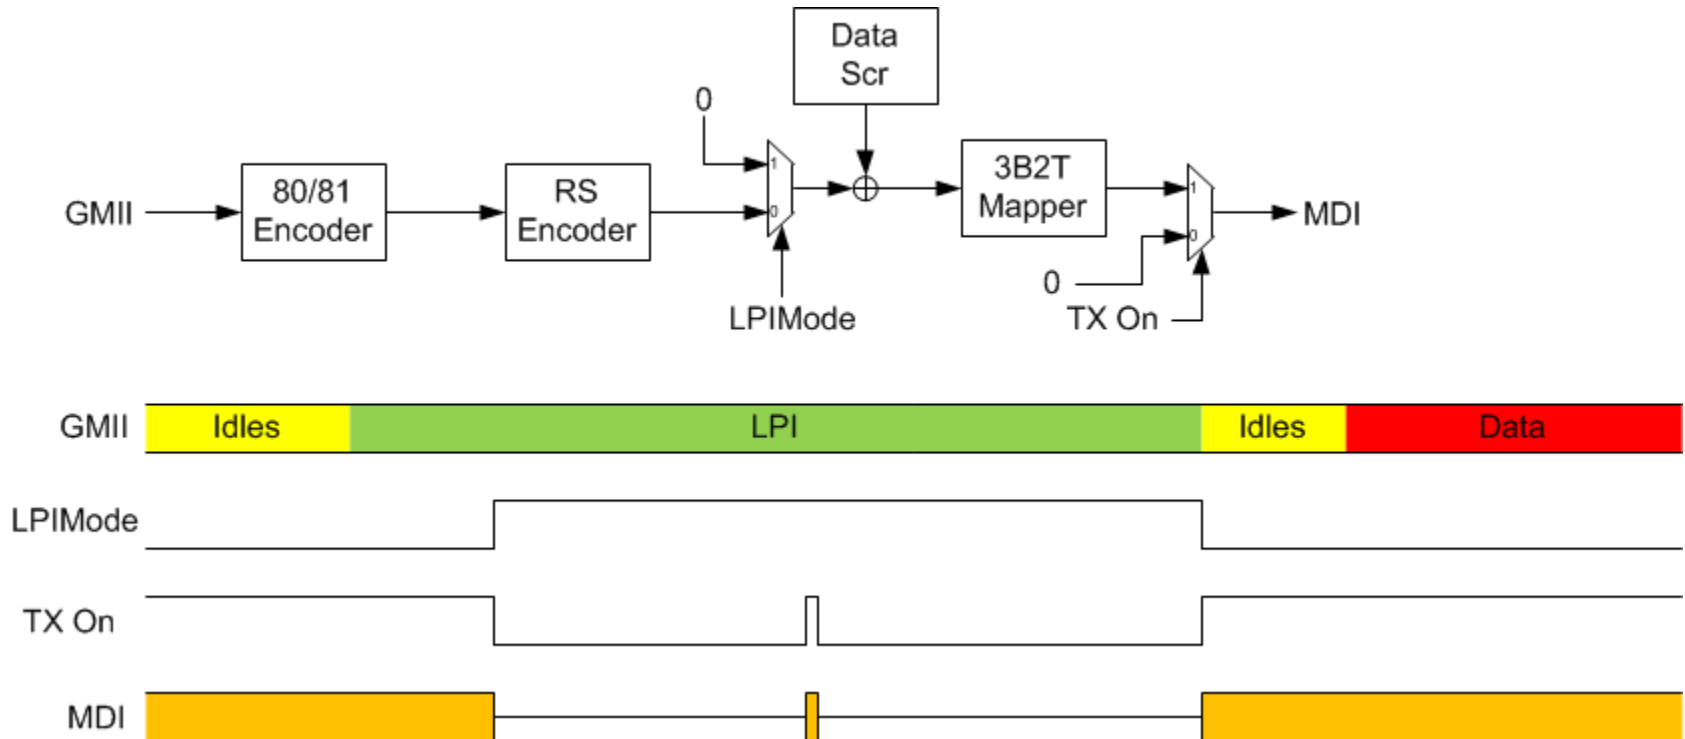 Data
Scr
0
1
0
GMII
80/81
Encoder
RS
Encoder
3B2T
Mapper
1
0
MDI
0
LPIMode
TX On
GMII
Idles
LPI
Idles
Data
LPIMode
TX On
MDI